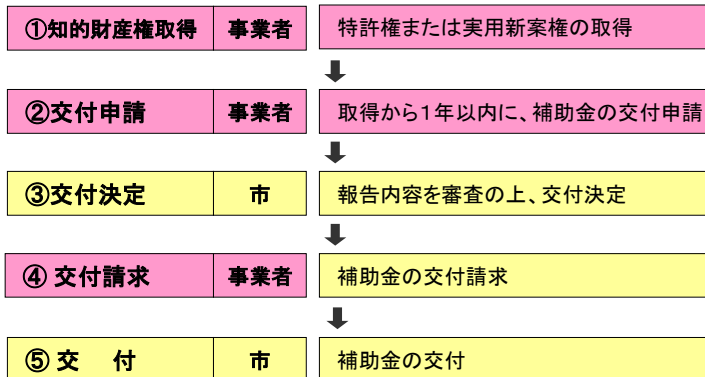 ①知的財産権取得 事業者 特許権または実用新案権の取得
②交付申請 事業者 取得から1年以内に、補助金の交付申請
③交付決定 市 報告内容を審査の上、交付決定
④ 交付請求 事業者 補助金の交付請求
⑤ 交 付 市 補助金の交付